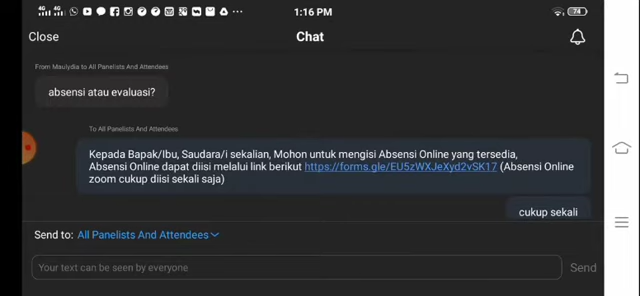 4G 4G 1:16 PM 74
Close Chat
From Mauiydia to All Panelists And Attendees
absensi atau evaluasi?
To All Panelists And Attendees
Kepada Bapak/Ibu, Saudara/i sekalian, Mohon untuk mengisi Absensi Online yang tersedia,
Absensi Online dapat diisi melalui link berikut https://forms.gle/EU5zWXJeXyd2vSK17 (Absensi Online
zoom cukup diisi sekali saja)
cukup sekali
Send to: All Panelists And Attendees
Your text can be seen by everyone Send